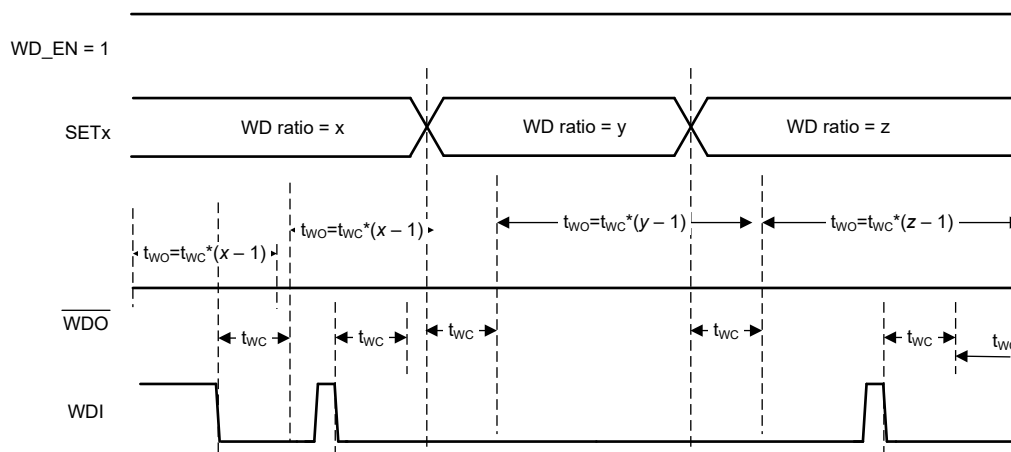 WD_EN = 1
SETx
WD ratio = x
WD ratio = y
WD ratio = z
tWO=tWC*(x – 1)
tWO=tWC*(x – 1)
tWO=tWC*(y – 1)
tWO=tWC*(z – 1)
WDO
tWC
tWC
tWC
tWC
tWC
tWO
WDI